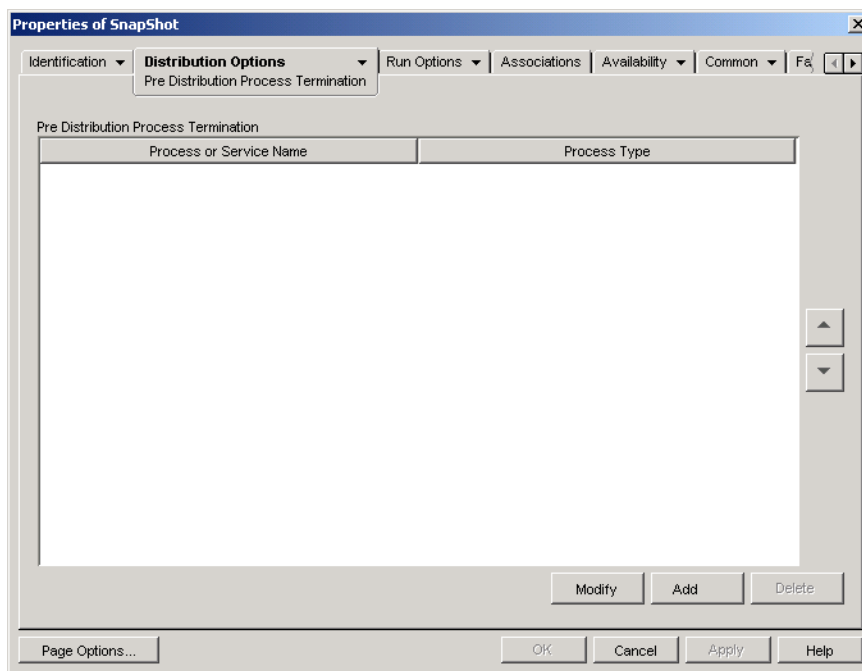 Properties of SnapShot
Identification Distribution Options Run Options Associations Availability Common
Pre Distribution Process Termination
Pre Distribution Process Termination
Process or Service Name Process Type
Modify Add Delete
Page Options... OK Cancel Apply Help